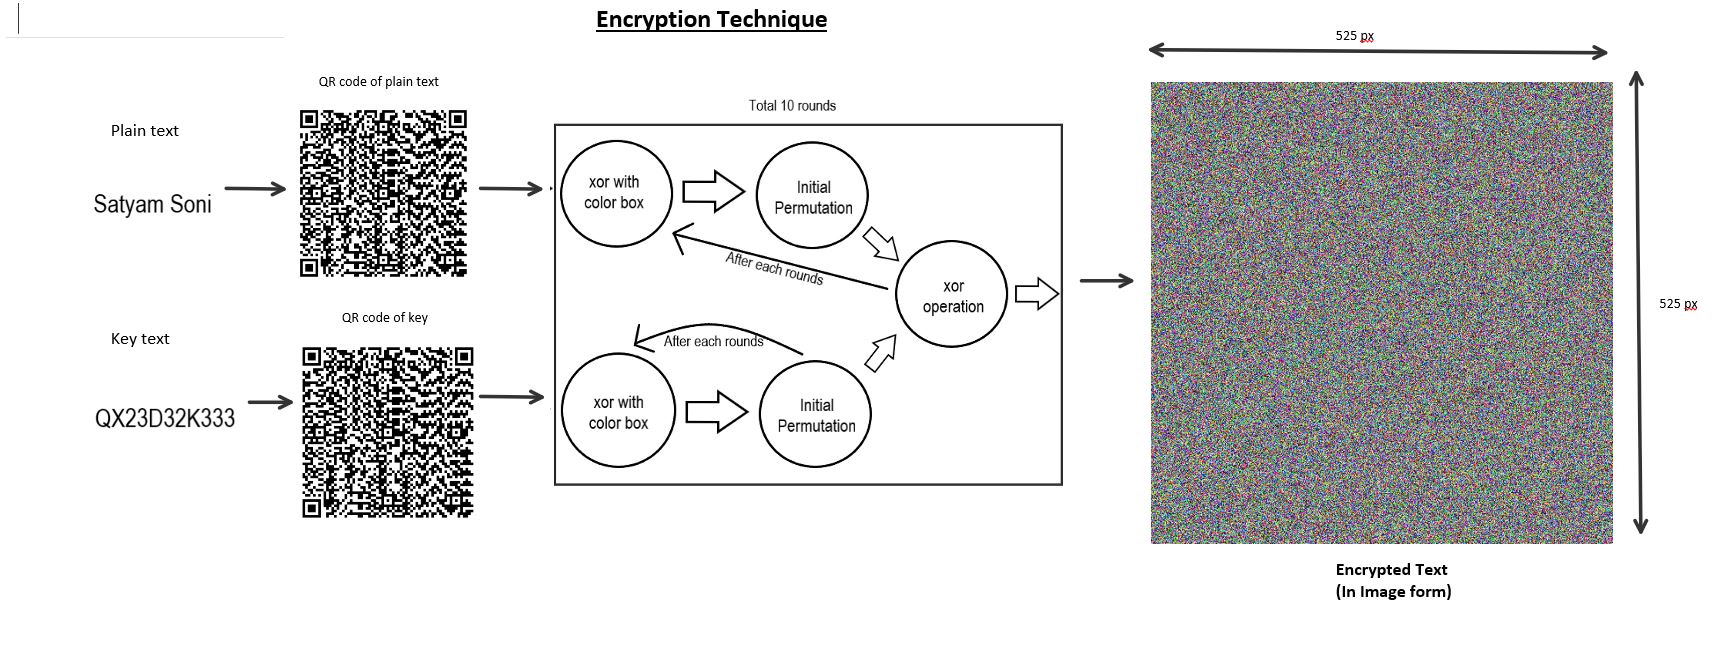 Encryption Technique
525 px
QR code of plain text
Total 10 rounds
Plain text
Satyam Soni
xor with
color box
Initial
Permutation
After each rounds
xor
operation
525 px
QR code of key
Key text
After each rounds
QX23D32K333
xor with
color box
Initial
Permutation
Encrypted Text
(In Image form)